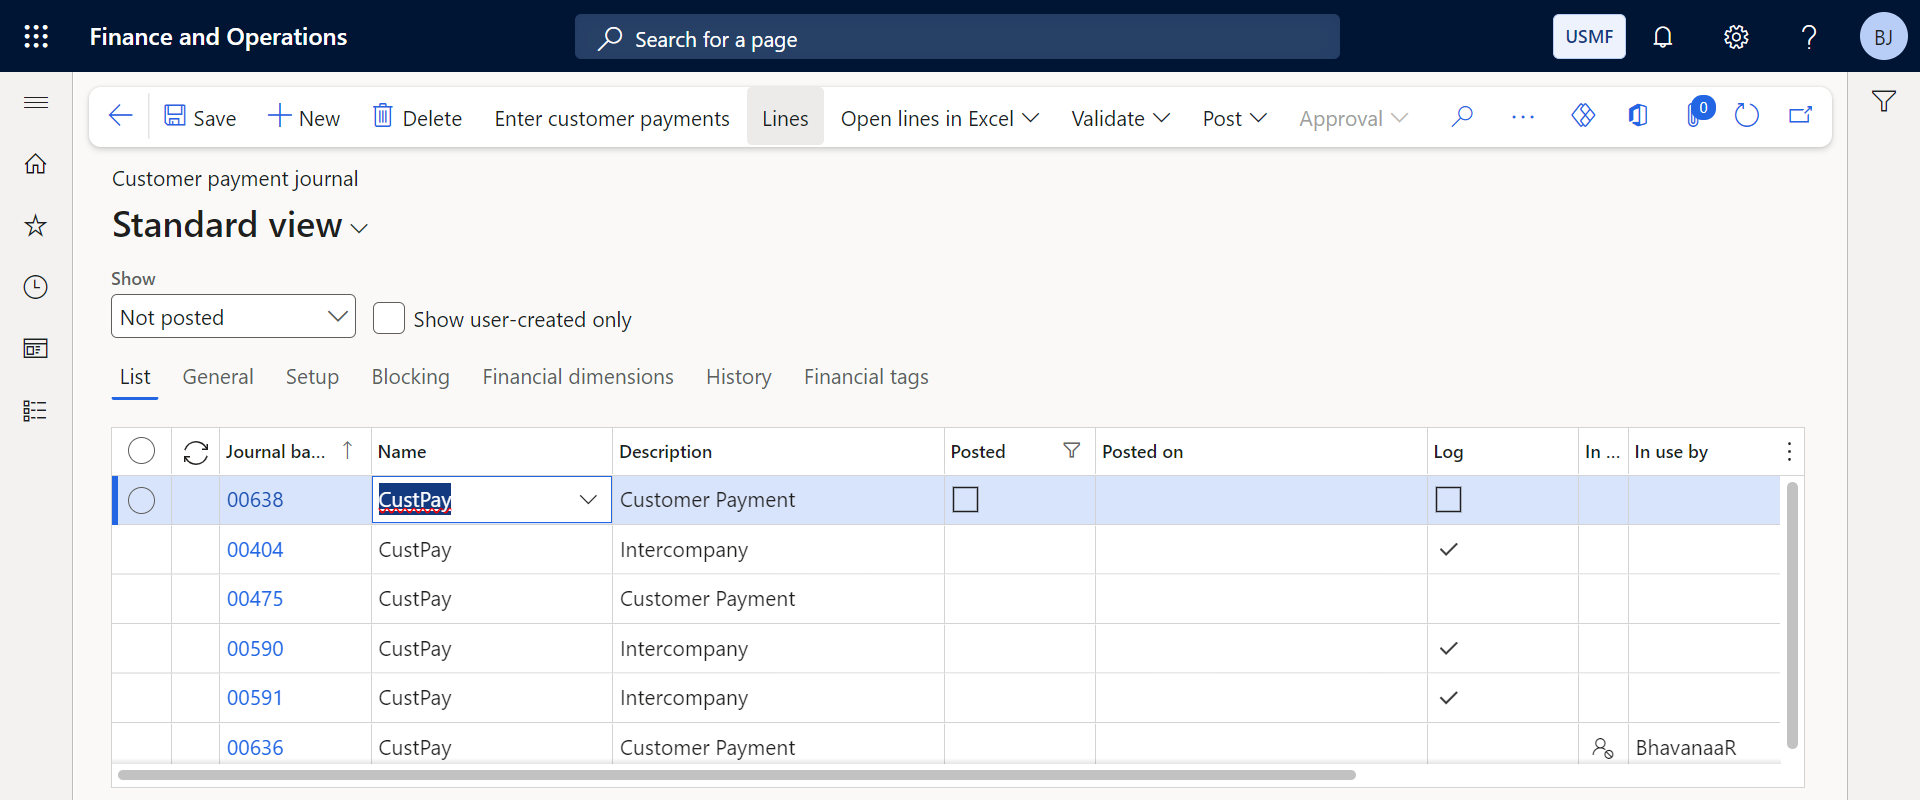 Finance and Operations
Search for a page
USMF
BJ
Save
New
Delete
Enter customer payments
Lines
Open lines in Excel
Validate
Post
Approval
0
Customer payment journal
Standard view
Show
Not posted
Show user-created only
List General Setup Blocking Financial dimensions History Financial tags
Journal ba... Name Description Posted Posted on Log In ... In use by
00638 CustPay Customer Payment
00404 CustPay Intercompany
00475 CustPay Customer Payment
00590 CustPay Intercompany
00591 CustPay Intercompany
00636 CustPay Customer Payment BhavanaaR